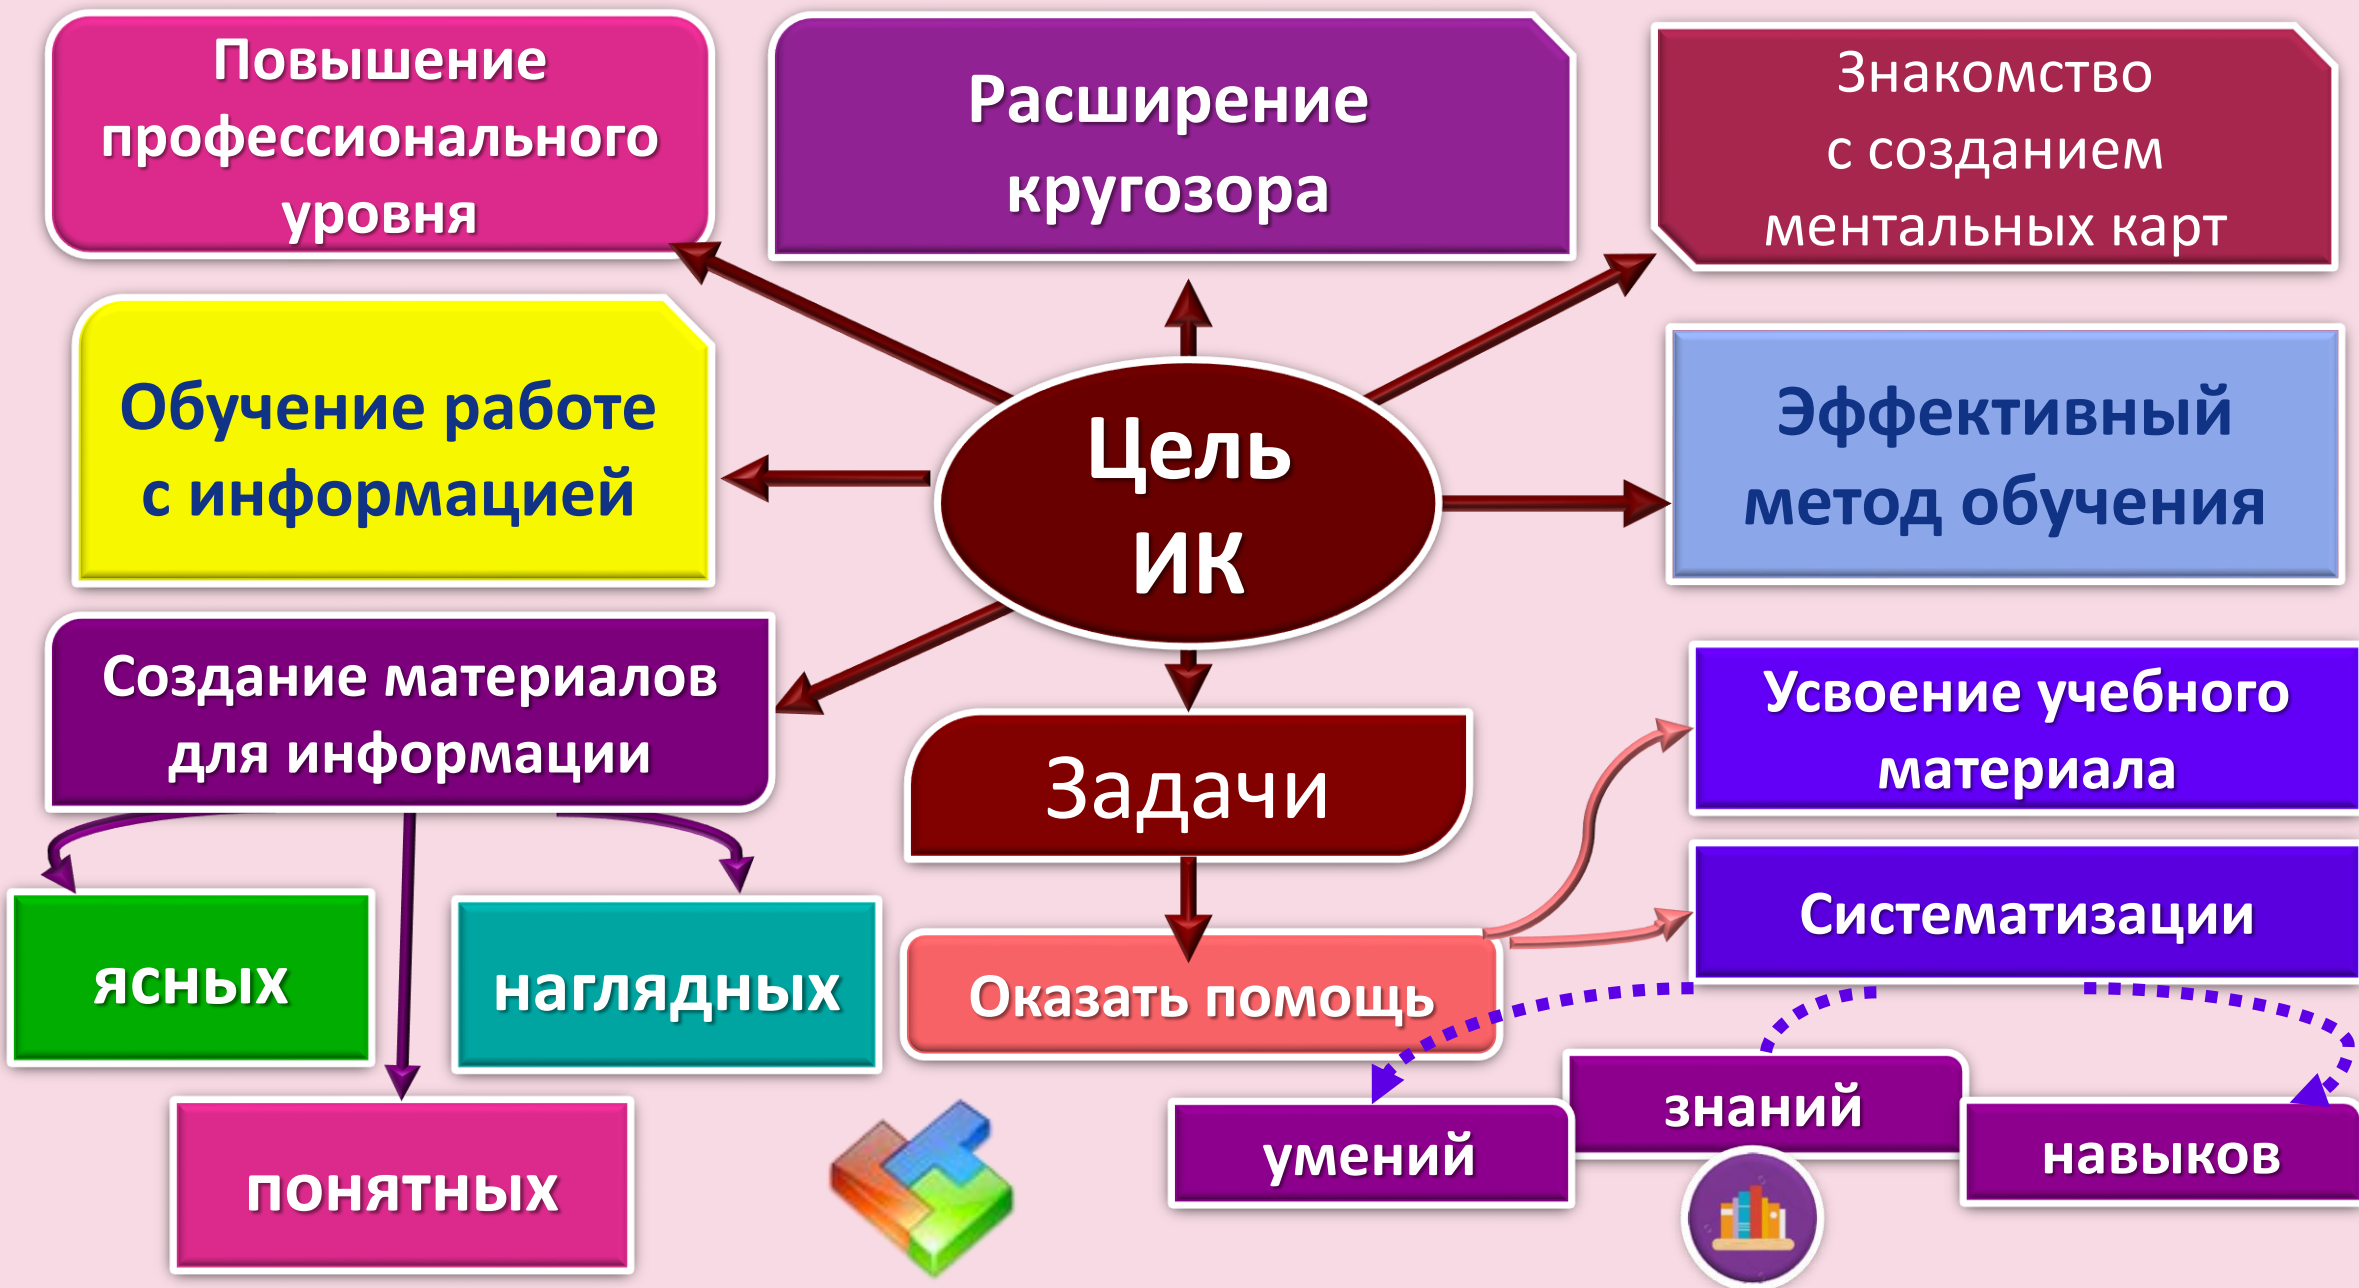 Повышение
профессионального
уровня
Расширение
кругозора
Знакомство
с созданием
ментальных карт
Обучение работе
с информацией
Цель
ИК
Эффективный
метод обучения
Создание материалов
для информации
Задачи
Усвоение учебного
материала
Систематизации
ясных
наглядных
Оказать помощь
понятных
умений
знаний
навыков